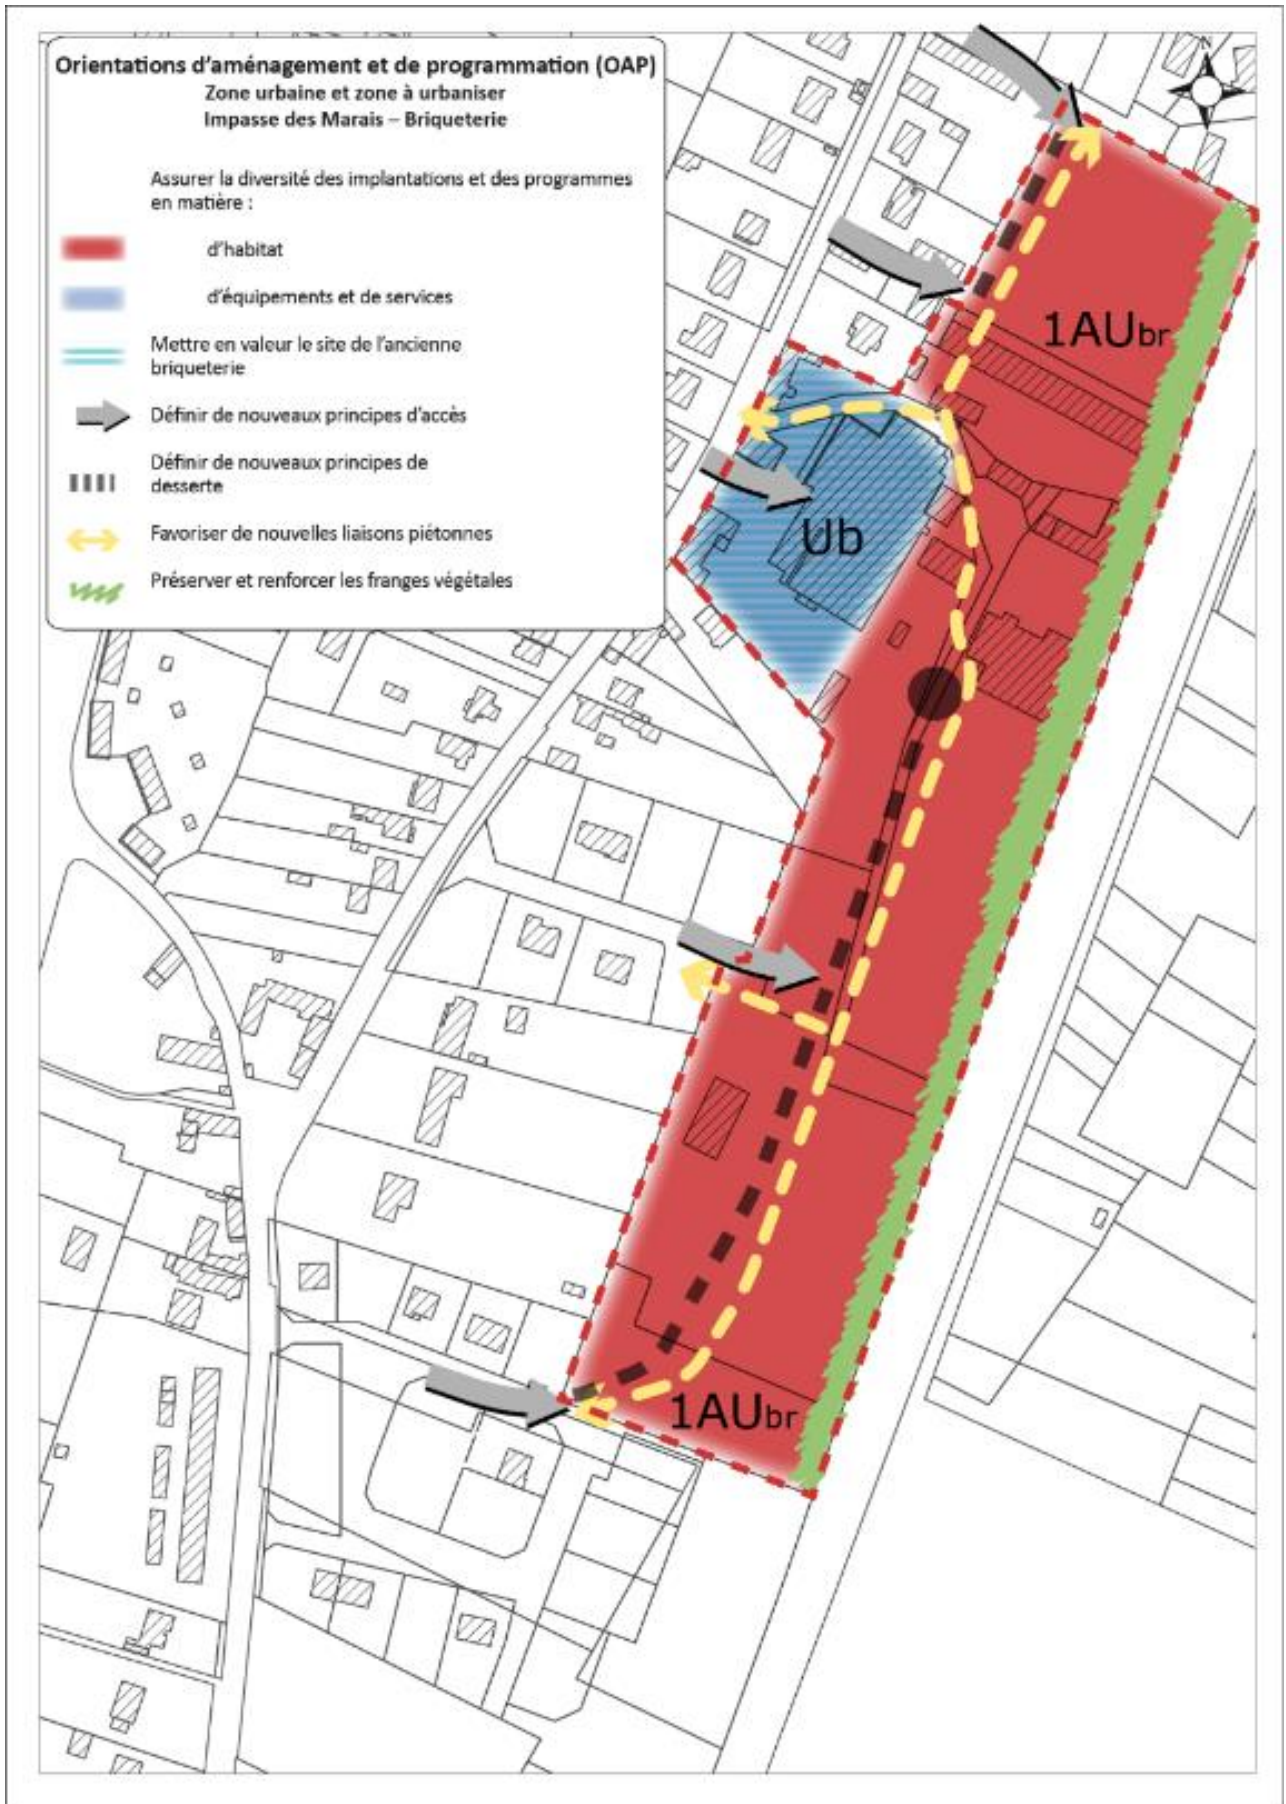 Orientations d'aménagement et de programmation (OAP)
Zone urbaine et zone à urbaniser
Impasse des Marais – Briqueterie
Assurer la diversité des implantations et des programmes
en matière :
d'habitat
d'équipements et de services
Mettre en valeur le site de l'ancienne
briqueterie
Définir de nouveaux principes d'accès
Définir de nouveaux principes de
desserte
Favoriser de nouvelles liaisons piétonnes
Préserver et renforcer les franges végétales
N
1AUbr
Ub
1AUbr